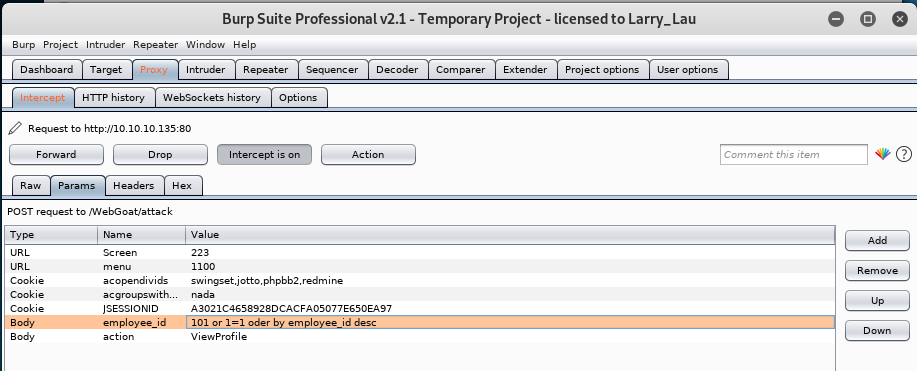 Burp Suite Professional v2.1 - Temporary Project - licensed to Larry_Lau
Burp Project Intruder Repeater Window Help
Dashboard Target Proxy Intruder Repeater Sequencer Decoder Comparer Extender Project options User options
Intercept HTTP history WebSockets history Options
Request to http://10.10.10.135:80
Forward Drop Intercept is on Action Comment this item ?
Raw Params Headers Hex
POST request to /WebGoat/attack
Type Name Value
URL Screen 223
URL menu 1100
Cookie acopendivids swingset,jotto,phpbb2,redmine
Cookie acgroupswith... nada
Cookie JSESSIONID A3021C4658928DCACFA05077E650EA97
Body employee_id 101 or 1=1 oder by employee_id desc
Body action ViewProfile
Add
Remove
Up
Down